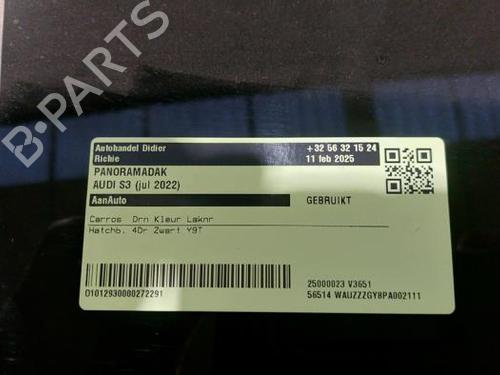 B-PARTS
Autohandel Didier +32 56 32 15 24
Richie 11 feb 2025
PANORAMADAK
AUDI S3 (jul 2022)
AanAuto GEBRUIKT
Carros Drn Kleur Laknr
Hatchb. 4Dr Zwart Y9T
25000023 V3651
O1012930000272291 56514 WAUZZZGY8PA002111